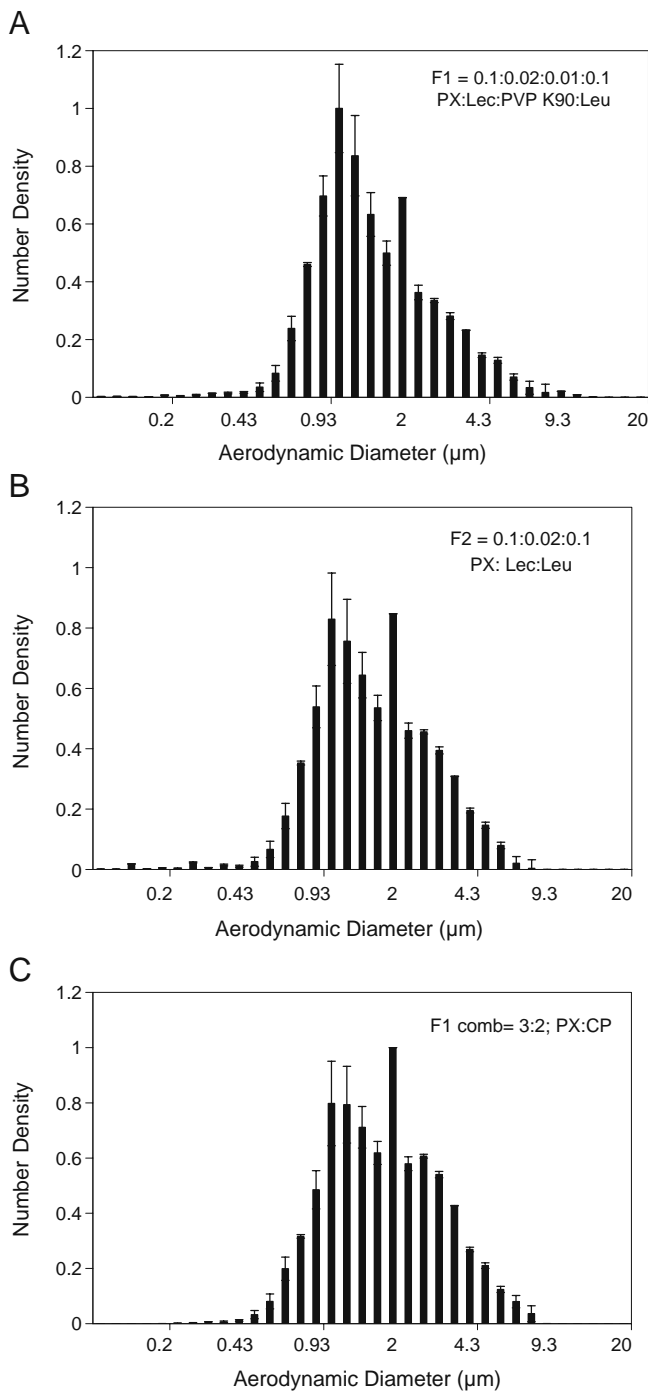 A
1.2
F1 = 0.1:0.02:0.01:0.1
PX:Lec:PVP K90:Leu
1
0.8
0.6
0.4
0.2
0
Number Density
0.2 0.43 0.93 2 4.3 9.3 20
Aerodynamic Diameter (µm)
B
1.2
F2 = 0.1:0.02:0.1
PX: Lec:Leu
1
0.8
0.6
0.4
0.2
0
Number Density
0.2 0.43 0.93 2 4.3 9.3 20
Aerodynamic Diameter (µm)
C
1.2
F1 comb= 3:2; PX:CP
1
0.8
0.6
0.4
0.2
0
Number Density
0.2 0.43 0.93 2 4.3 9.3 20
Aerodynamic Diameter (µm)